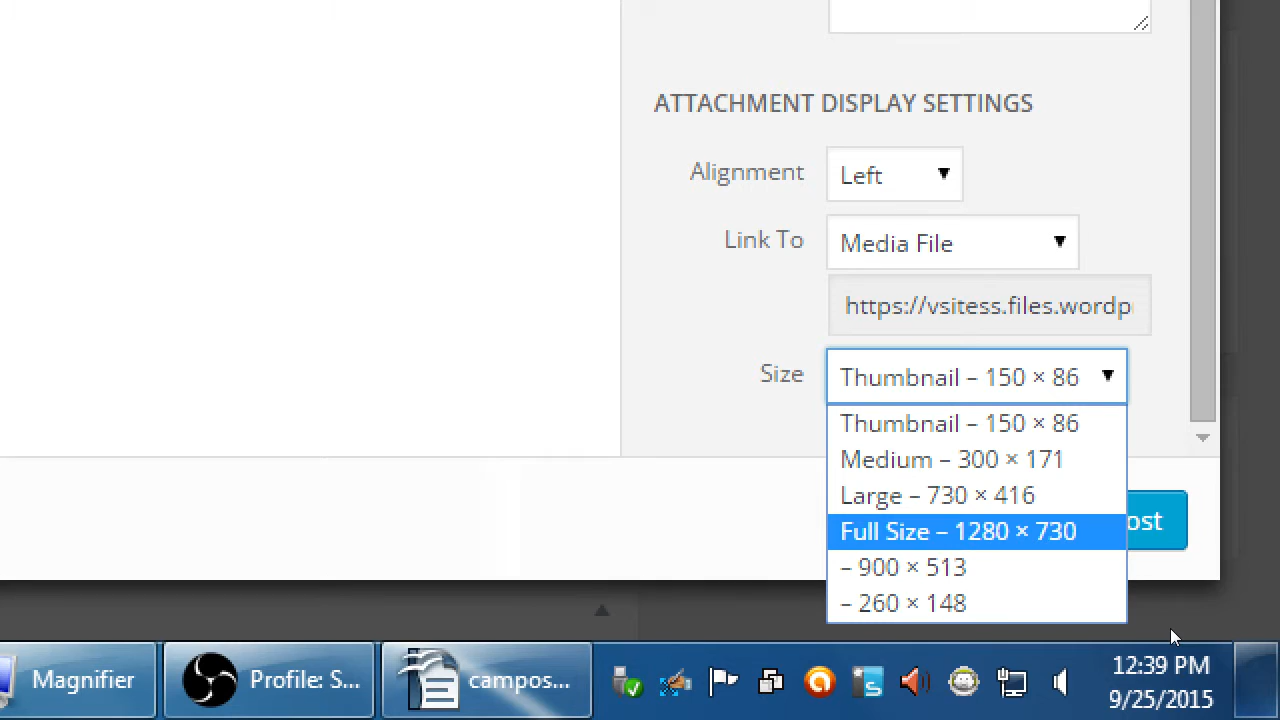 ATTACHMENT DISPLAY SETTINGS
Alignment
Left
Link To
Media File
https://vsitess.files.wordp
Size
Thumbnail – 150 × 86
Thumbnail – 150 × 86
Medium – 300 × 171
Large – 730 × 416
Full Size – 1280 × 730
ost
– 900 × 513
– 260 × 148
Magnifier
Profile: S...
campos...
S
12:39 PM
9/25/2015